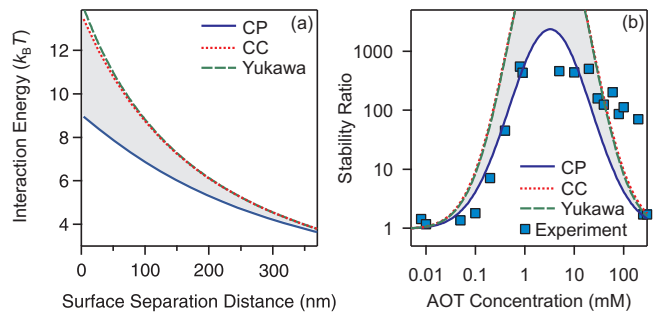 (a)
CP
CC
Yukawa
Interaction Energy (kBT)
12
10
8
6
4
0
100
200
300
Surface Separation Distance (nm)
(b)
Stability Ratio
1000
100
10
1
CP
CC
Yukawa
Experiment
0.01
0.1
1
10
100
AOT Concentration (mM)